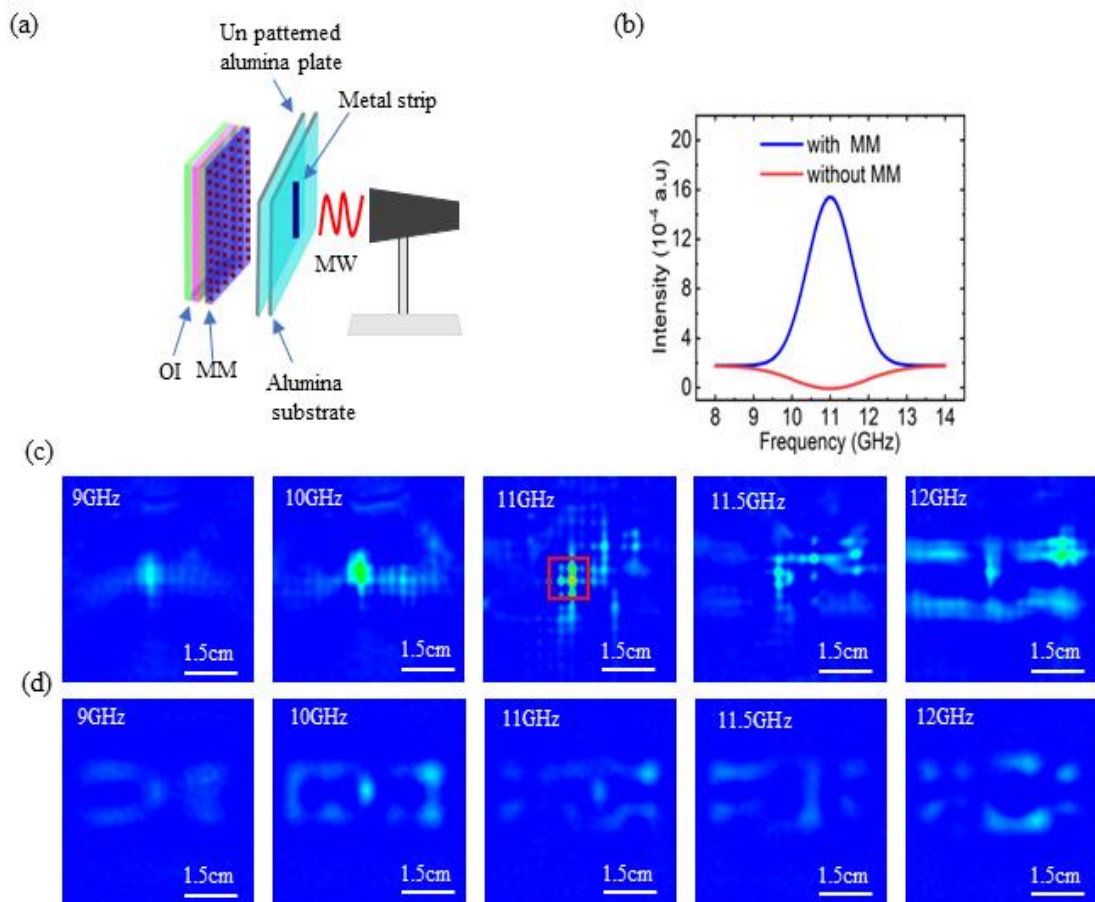 (a)
Un patterned
alumina plate
Metal strip
MW
OI
MM
Alumina
substrate
(b)
Intensity (10⁻⁴ a.u)
20
16
12
8
4
0
with MM
without MM
8 9 10 11 12 13 14
Frequency (GHz)
(c)
9GHz
10GHz
11GHz
11.5GHz
12GHz
1.5cm
1.5cm
1.5cm
1.5cm
1.5cm
(d)
9GHz
10GHz
11GHz
11.5GHz
12GHz
1.5cm
1.5cm
1.5cm
1.5cm
1.5cm